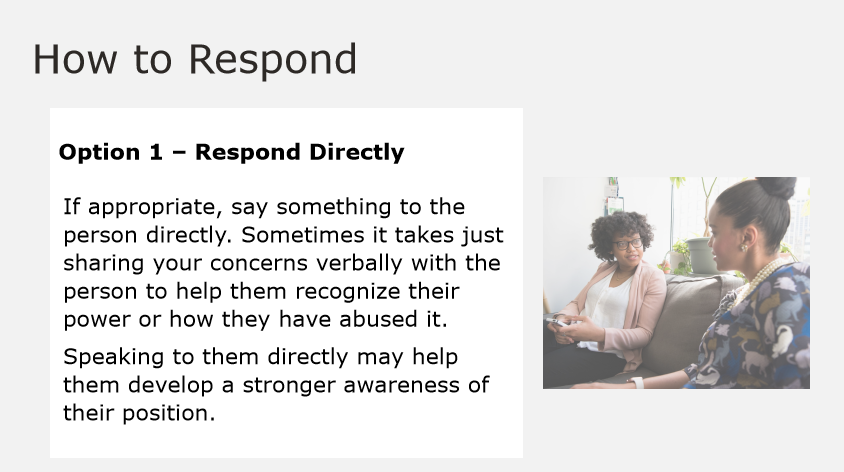 How to Respond
Option 1 – Respond Directly
If appropriate, say something to the
person directly. Sometimes it takes just
sharing your concerns verbally with the
person to help them recognize their
power or how they have abused it.
Speaking to them directly may help
them develop a stronger awareness of
their position.